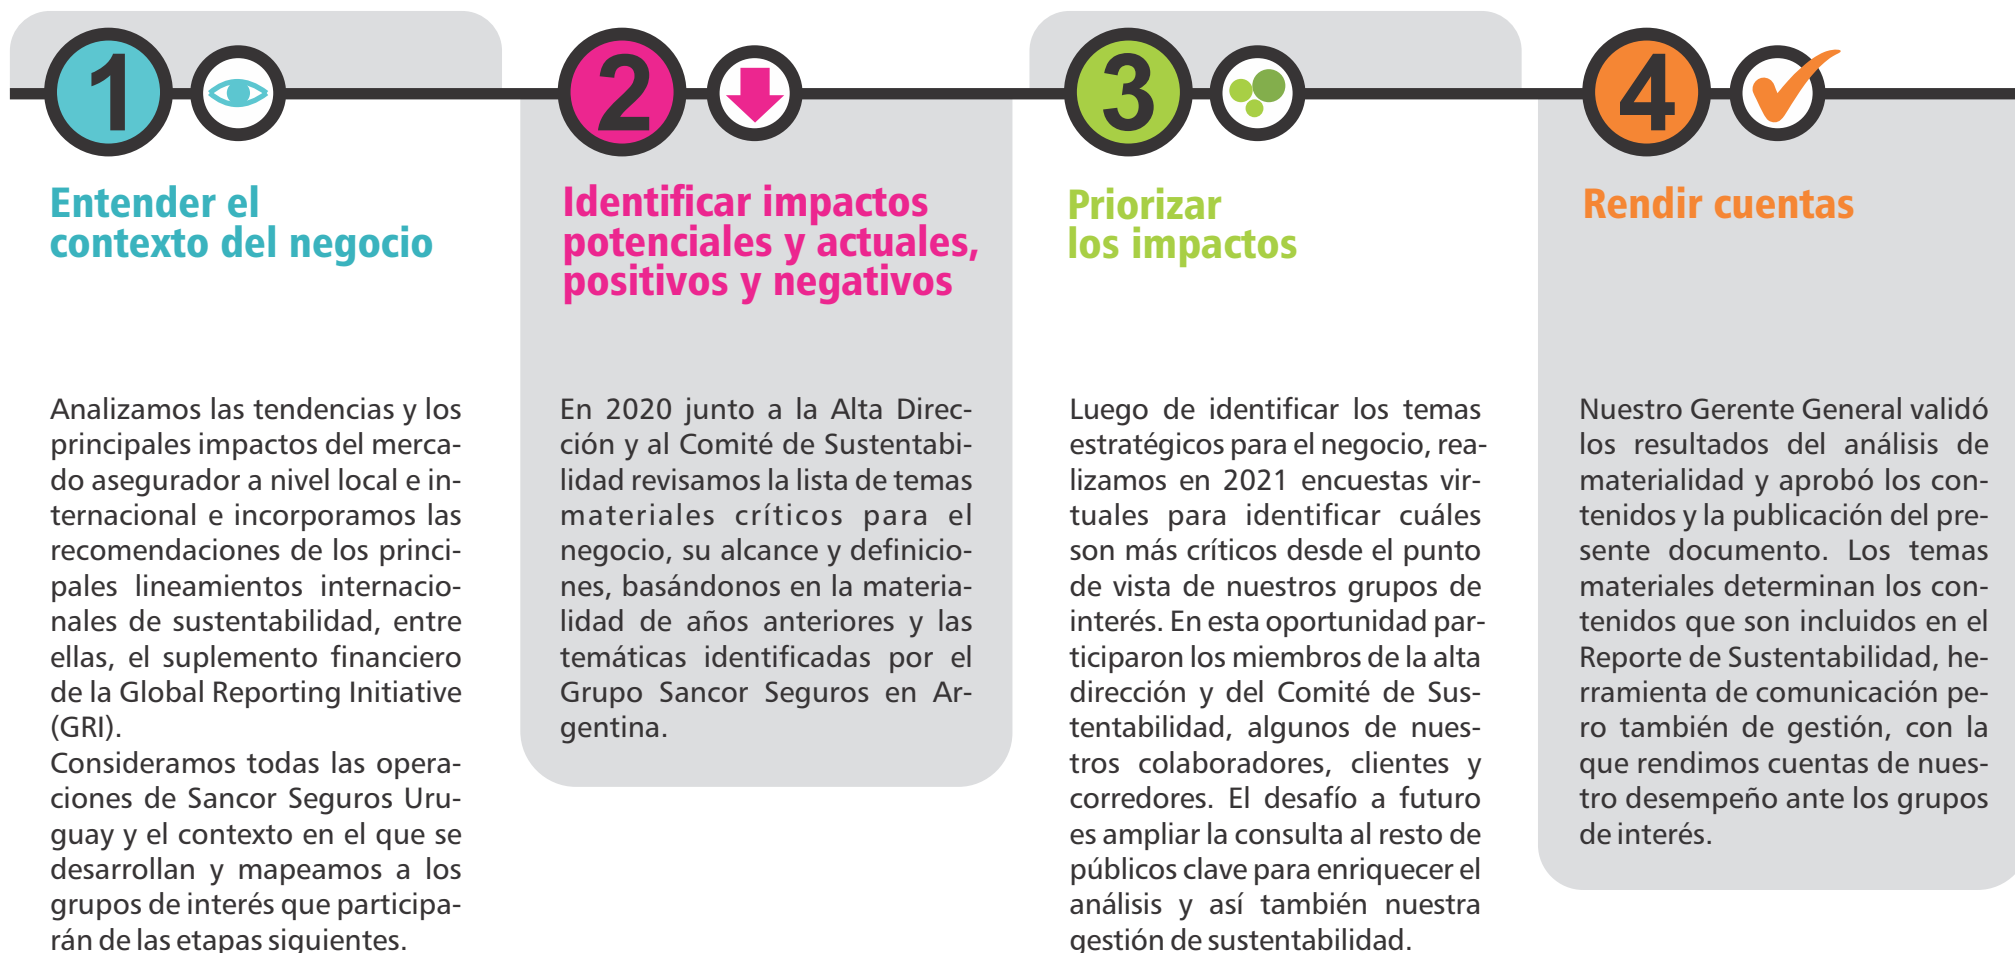 1
Entender el
contexto del negocio
Analizamos las tendencias y los
principales impactos del merca-
do asegurador a nivel local e in-
ternacional e incorporamos las
recomendaciones de los princi-
pales lineamientos internacio-
nales de sustentabilidad, entre
ellas, el suplemento financiero
de la Global Reporting Initiative
(GRI).
Consideramos todas las opera-
ciones de Sancor Seguros Uru-
guay y el contexto en el que se
desarrollan y mapeamos a los
grupos de interés que participa-
rán de las etapas siguientes.
2
Identificar impactos
potenciales y actuales,
positivos y negativos
En 2020 junto a la Alta Direc-
ción y al Comité de Sustentabi-
lidad revisamos la lista de temas
materiales críticos para el
negocio, su alcance y definicio-
nes, basándonos en la materia-
lidad de años anteriores y las
temáticas identificadas por el
Grupo Sancor Seguros en Ar-
gentina.
3
Priorizar
los impactos
Luego de identificar los temas
estratégicos para el negocio, rea-
lizamos en 2021 encuestas vir-
tuales para identificar cuáles
son más críticos desde el punto
de vista de nuestros grupos de
interés. En esta oportunidad par-
ticiparon los miembros de la alta
dirección y del Comité de Sus-
tentabilidad, algunos de nues-
tros colaboradores, clientes y
corredores. El desafío a futuro
es ampliar la consulta al resto de
públicos clave para enriquecer el
análisis y así también nuestra
gestión de sustentabilidad.
4
Rendir cuentas
Nuestro Gerente General validó
los resultados del análisis de
materialidad y aprobó los con-
tenidos y la publicación del pre-
sente documento. Los temas
materiales determinan los con-
tenidos que son incluidos en el
Reporte de Sustentabilidad, he-
rramienta de comunicación pe-
ro también de gestión, con la
que rendimos cuentas de nues-
tro desempeño ante los grupos
de interés.